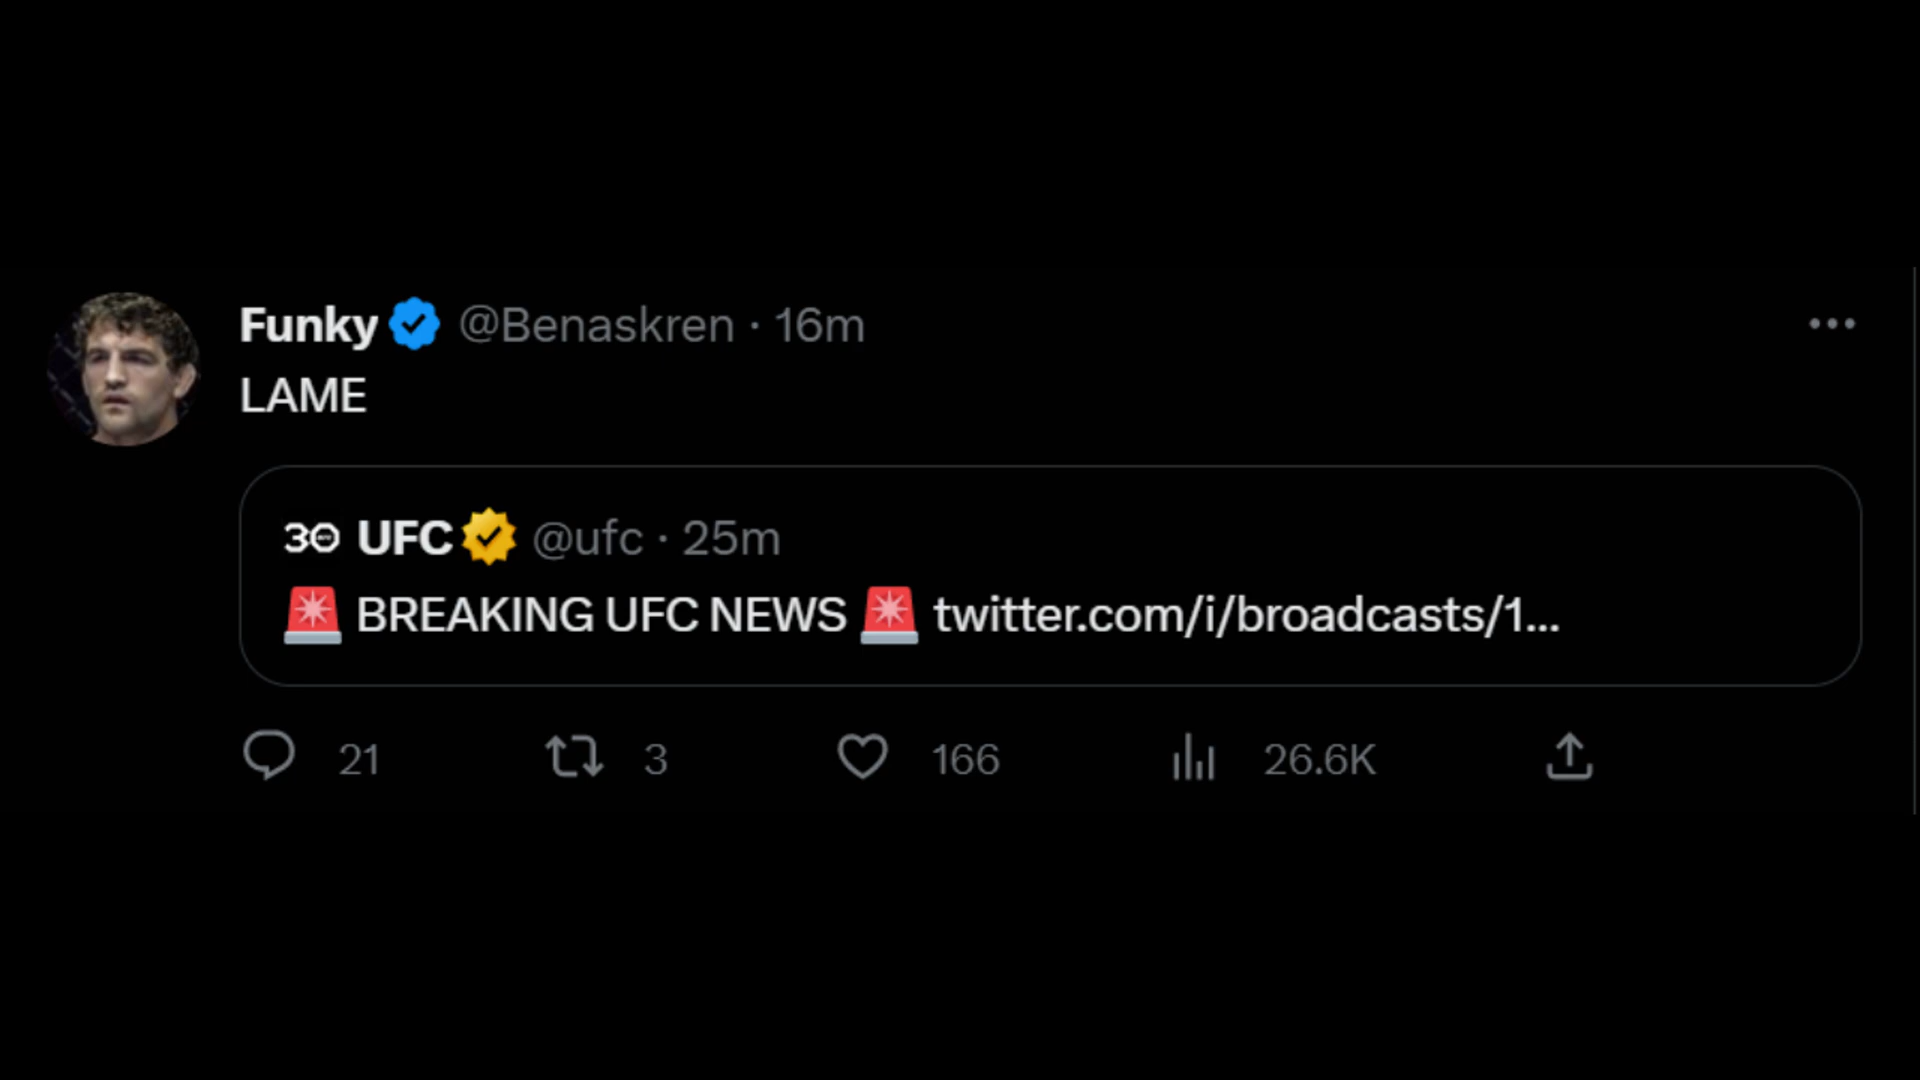 Funky @Benaskren · 16m
LAME
30 UFC @ufc · 25m
🚨 BREAKING UFC NEWS 🚨 twitter.com/i/broadcasts/1...
21 3 166 26.6K